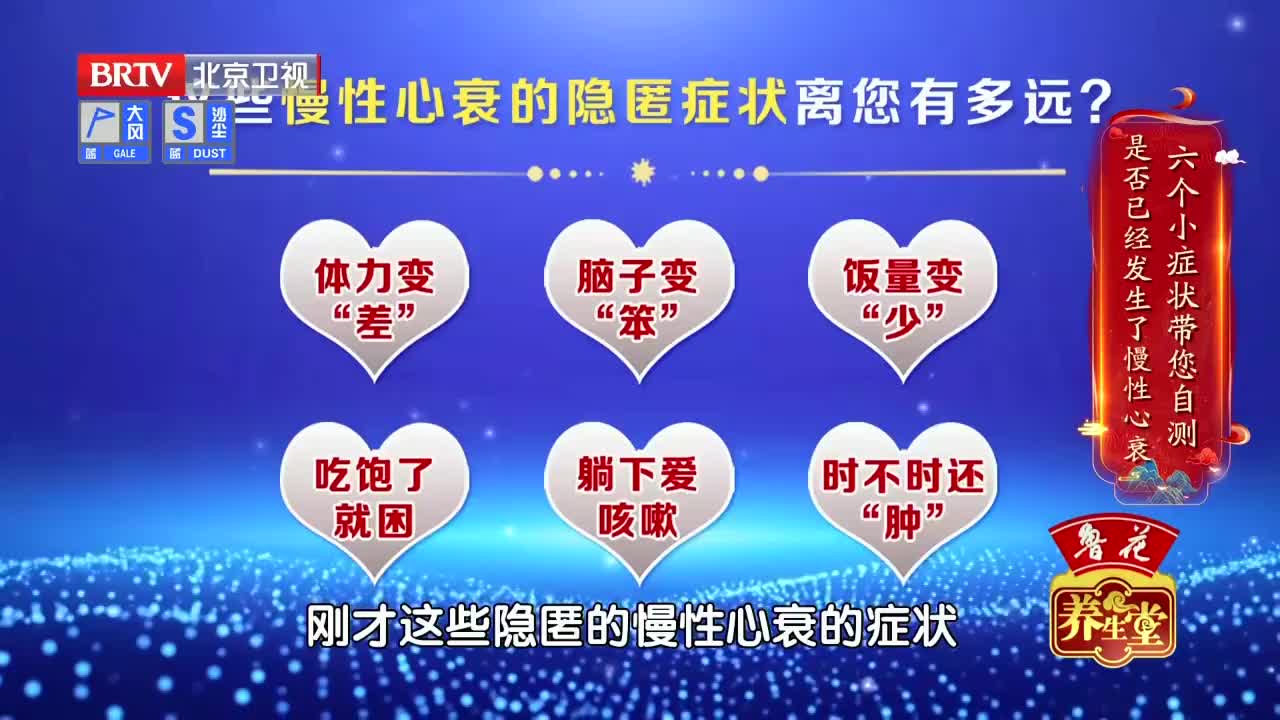 BRTV 北京卫视
些慢性心衰的隐匿症状离您有多远?
大风
蓝 GALE
沙尘
蓝 DUST
体力变
“差”
脑子变
“笨”
饭量变
“少”
吃饱了
就困
躺下爱
咳嗽
时不时还
“肿”
六个小症状带您自测
是否已经发生了慢性心衰
鲁花
养生堂
刚才这些隐匿的慢性心衰的症状